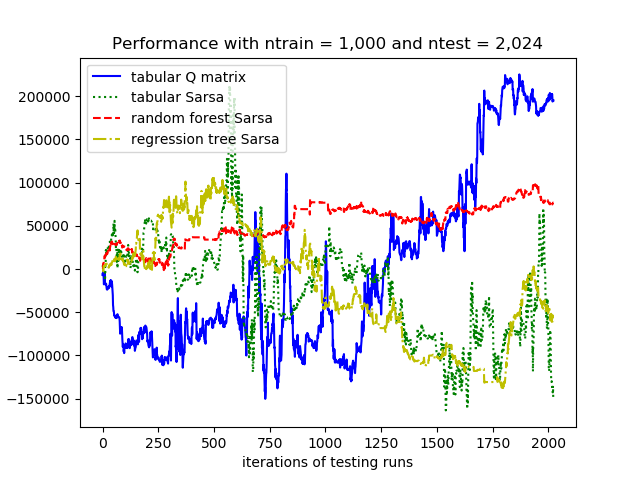 Performance with ntrain = 1,000 and ntest = 2,024
tabular Q matrix
tabular Sarsa
random forest Sarsa
regression tree Sarsa
200000
150000
100000
50000
0
−50000
−100000
−150000
0 250 500 750 1000 1250 1500 1750 2000
iterations of testing runs